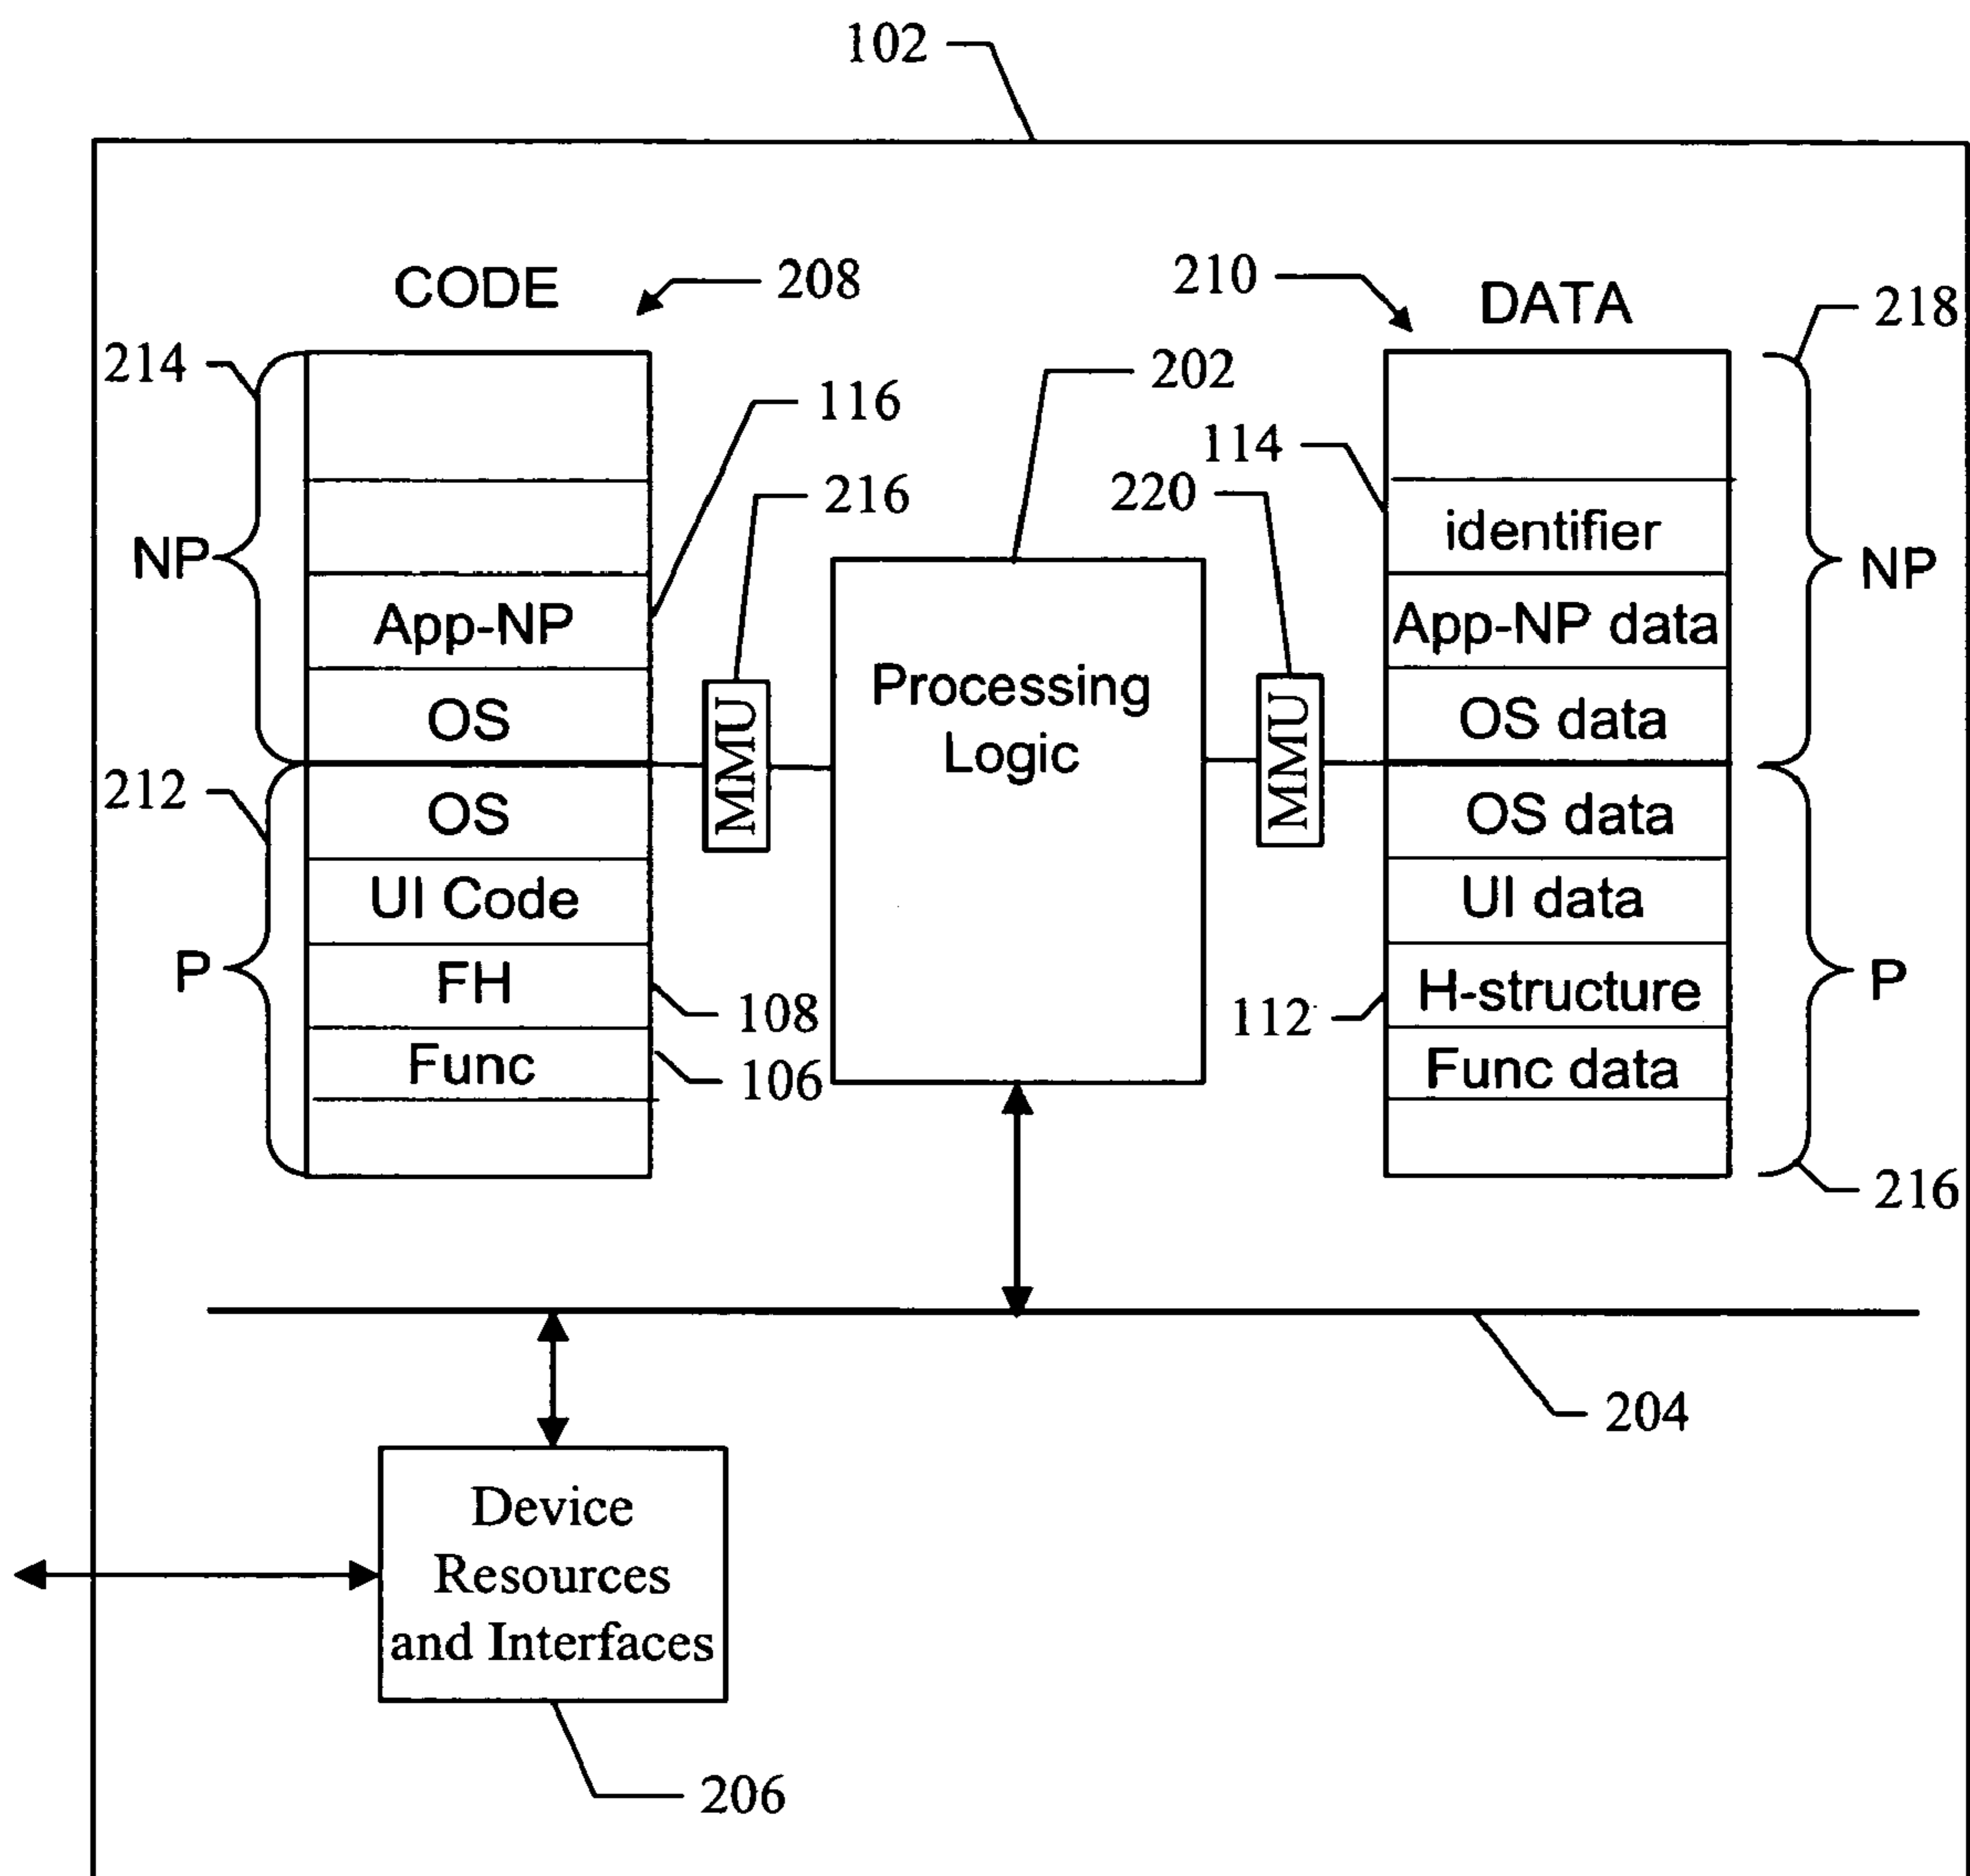 102
CODE
208
210
DATA
218
214
116
202
114
216
220
NP
identifier
NP
App-NP
App-NP data
Processing
Logic
OS
OS data
MMU
MMU
212
OS
OS data
UI Code
UI data
P
FH
108
112
H-structure
P
Func
106
Func data
216
204
Device
Resources
and Interfaces
206